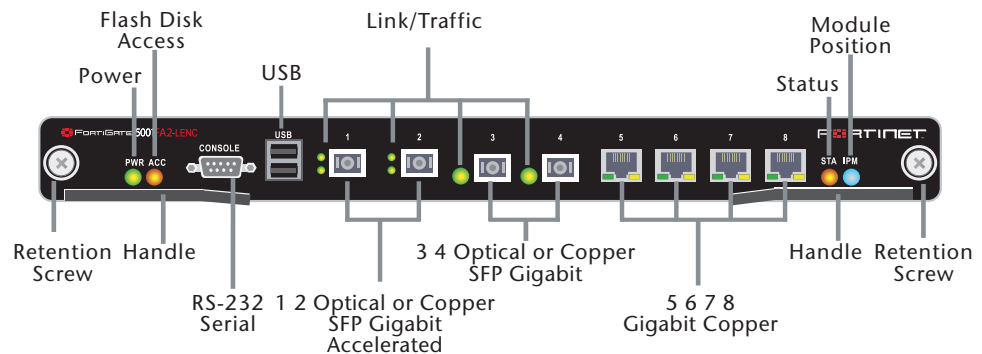 Flash Disk
Access
Link/Traffic
Module
Position
Power
USB
Status
FORTIGATE 5001FA2-LENC
USB
1
2
3
4
5
6
7
8
FORTINET
PWR ACC
CONSOLE
STA IPM
Retention
Screw
Handle
RS-232
Serial
1 2 Optical or Copper
SFP Gigabit
Accelerated
3 4 Optical or Copper
SFP Gigabit
5 6 7 8
Gigabit Copper
Handle
Retention
Screw